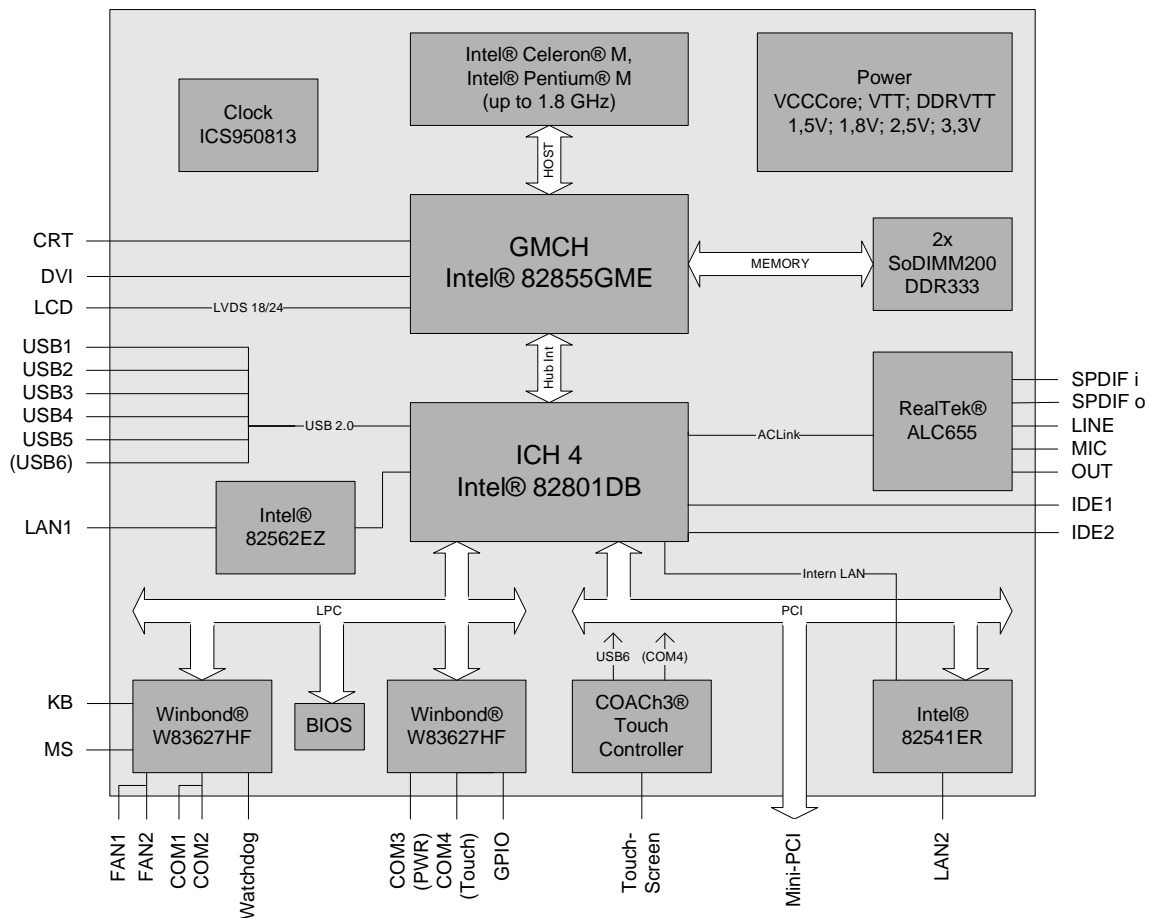 Intel® Celeron® M,
Intel® Pentium® M
(up to 1.8 GHz)
Power
VCCCore; VTT; DDRVTT
1,5V; 1,8V; 2,5V; 3,3V
Clock
ICS950813
HOST
CRT
DVI
LCD
LVDS 18/24
GMCH
Intel® 82855GME
MEMORY
2x
SoDIMM200
DDR333
Hub Int
USB1
USB2
USB3
USB4
USB5
(USB6)
USB 2.0
ICH 4
Intel® 82801DB
ACLink
RealTek®
ALC655
SPDIF i
SPDIF o
LINE
MIC
OUT
IDE1
IDE2
LAN1
Intel®
82562EZ
Intern LAN
LPC
PCI
USB6
(COM4)
KB
MS
Winbond®
W83627HF
BIOS
Winbond®
W83627HF
COACh3®
Touch
Controller
Intel®
82541ER
FAN1
FAN2
COM1
COM2
Watchdog
COM3
(PWR)
COM4
(Touch)
GPIO
Touch-
Screen
Mini-PCI
LAN2